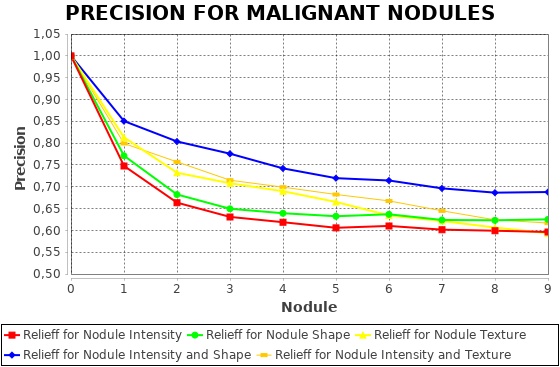 PRECISION FOR MALIGNANT NODULES
1,05
1,00
0,95
0,90
0,85
0,80
0,75
0,70
0,65
0,60
0,55
0,50
Precision
0 1 2 3 4 5 6 7 8 9
Nodule
Relieff for Nodule Intensity Relieff for Nodule Shape Relieff for Nodule Texture
Relieff for Nodule Intensity and Shape Relieff for Nodule Intensity and Texture